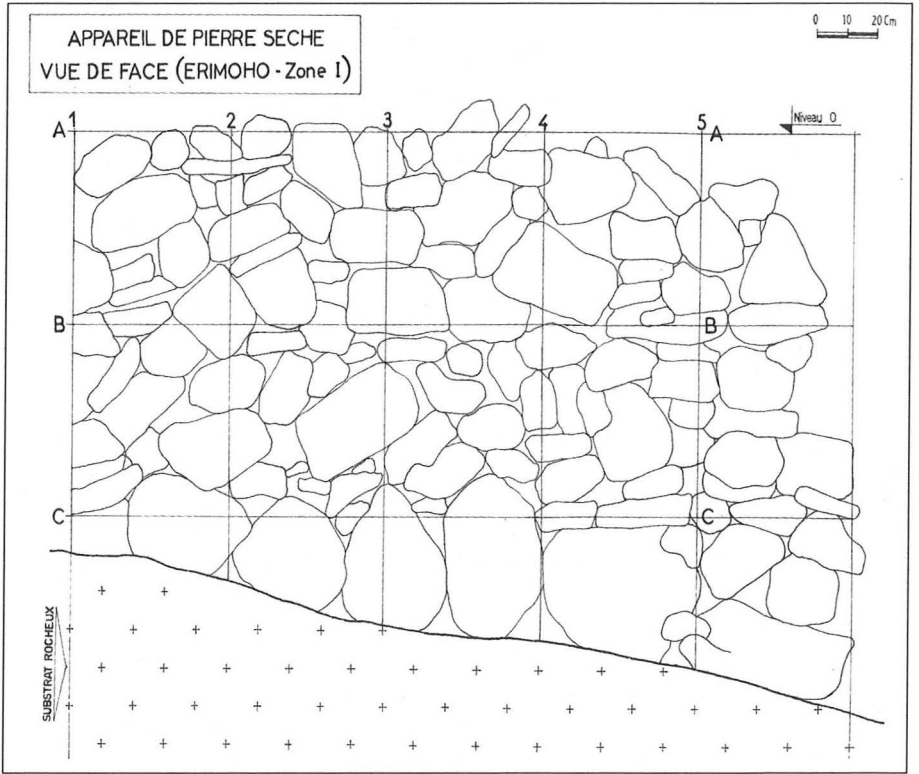 APPAREIL DE PIERRE SECHE
VUE DE FACE (ERIMOHO - Zone I)
0 10 20 Cm
1 2 3 4 5
A A
Niveau 0
B B
C C
SUBSTRAT ROCHEUX